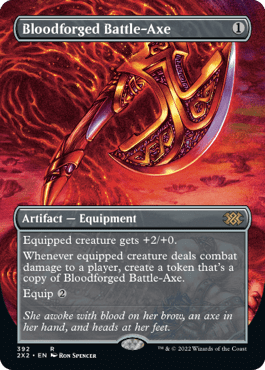 Bloodforged Battle-Axe 1
Artifact — Equipment
Equipped creature gets +2/+0.
Whenever equipped creature deals combat
damage to a player, create a token that's a
copy of Bloodforged Battle-Axe.
Equip 2
She awoke with blood on her brow, an axe in
her hand, and heads at her feet.
392 R
2X2 • EN Ron Spencer ™ & © 2022 Wizards of the Coast